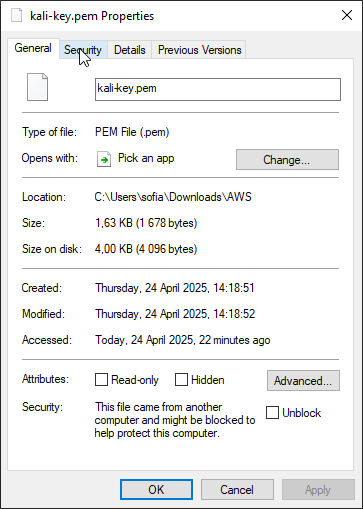 kali-key.pem Properties
General Security Details Previous Versions
kali-key.pem
Type of file: PEM File (.pem)
Opens with: Pick an app Change...
Location: C:\Users\sofia\Downloads\AWS
Size: 1,63 KB (1 678 bytes)
Size on disk: 4,00 KB (4 096 bytes)
Created: Thursday, 24 April 2025, 14:18:51
Modified: Thursday, 24 April 2025, 14:18:52
Accessed: Today, 24 April 2025, 22 minutes ago
Attributes: Read-only Hidden Advanced...
Security: This file came from another
computer and might be blocked to
help protect this computer.
Unblock
OK Cancel Apply